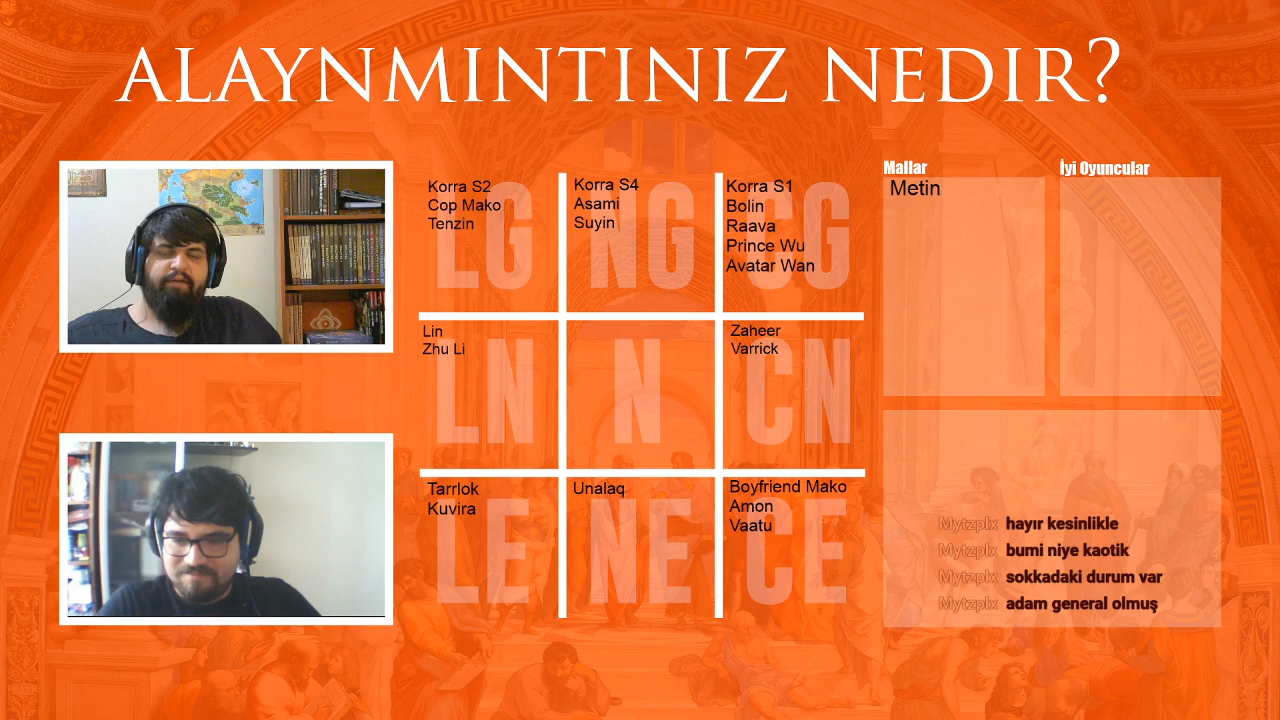 ALAYNMINTINIZ NEDIR?
Korra S2
Cop Mako
Tenzin
LG
Korra S4
Asami
Suyin
NG
Korra S1
Bolin
Raava
Prince Wu
Avatar Wan
CG
Lin
Zhu Li
LN
N
Zaheer
Varrick
CN
Tarrlok
Kuvira
LE
Unalaq
NE
Boyfriend Mako
Amon
Vaatu
CE
Mallar
Metin
İyi Oyuncular
Mytzplx hayır kesinlikle
Mytzplx bumi niye kaotik
Mytzplx sokkadaki durum var
Mytzplx adam general olmuş